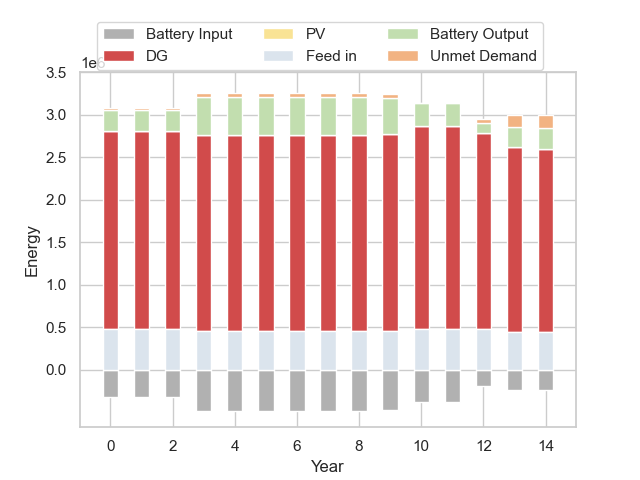 Battery Input PV Battery Output
DG Feed in Unmet Demand
1e6
3.5
3.0
2.5
2.0
1.5
1.0
0.5
0.0
Energy
0 2 4 6 8 10 12 14
Year